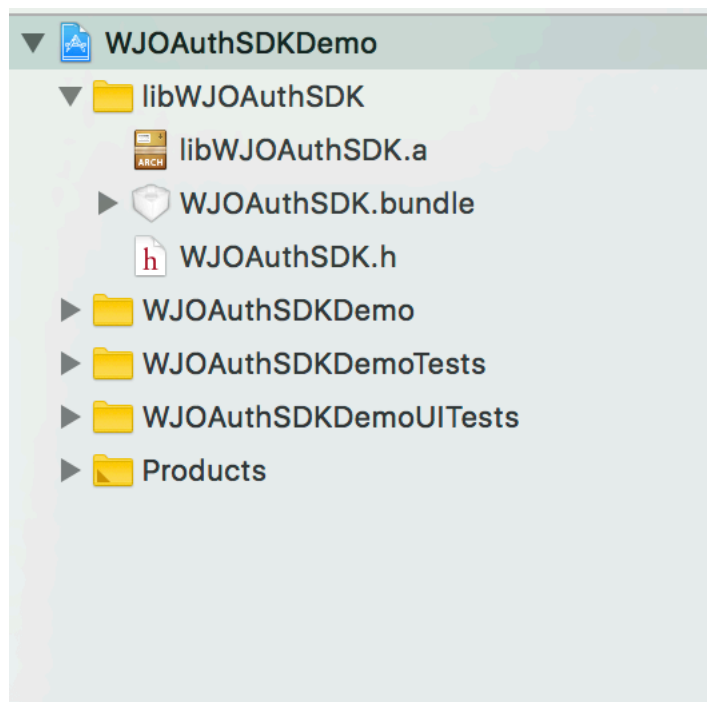 WJOAuthSDKDemo
libWJOAuthSDK
ARCH libWJOAuthSDK.a
WJOAuthSDK.bundle
h WJOAuthSDK.h
WJOAuthSDKDemo
WJOAuthSDKDemoTests
WJOAuthSDKDemoUITests
Products